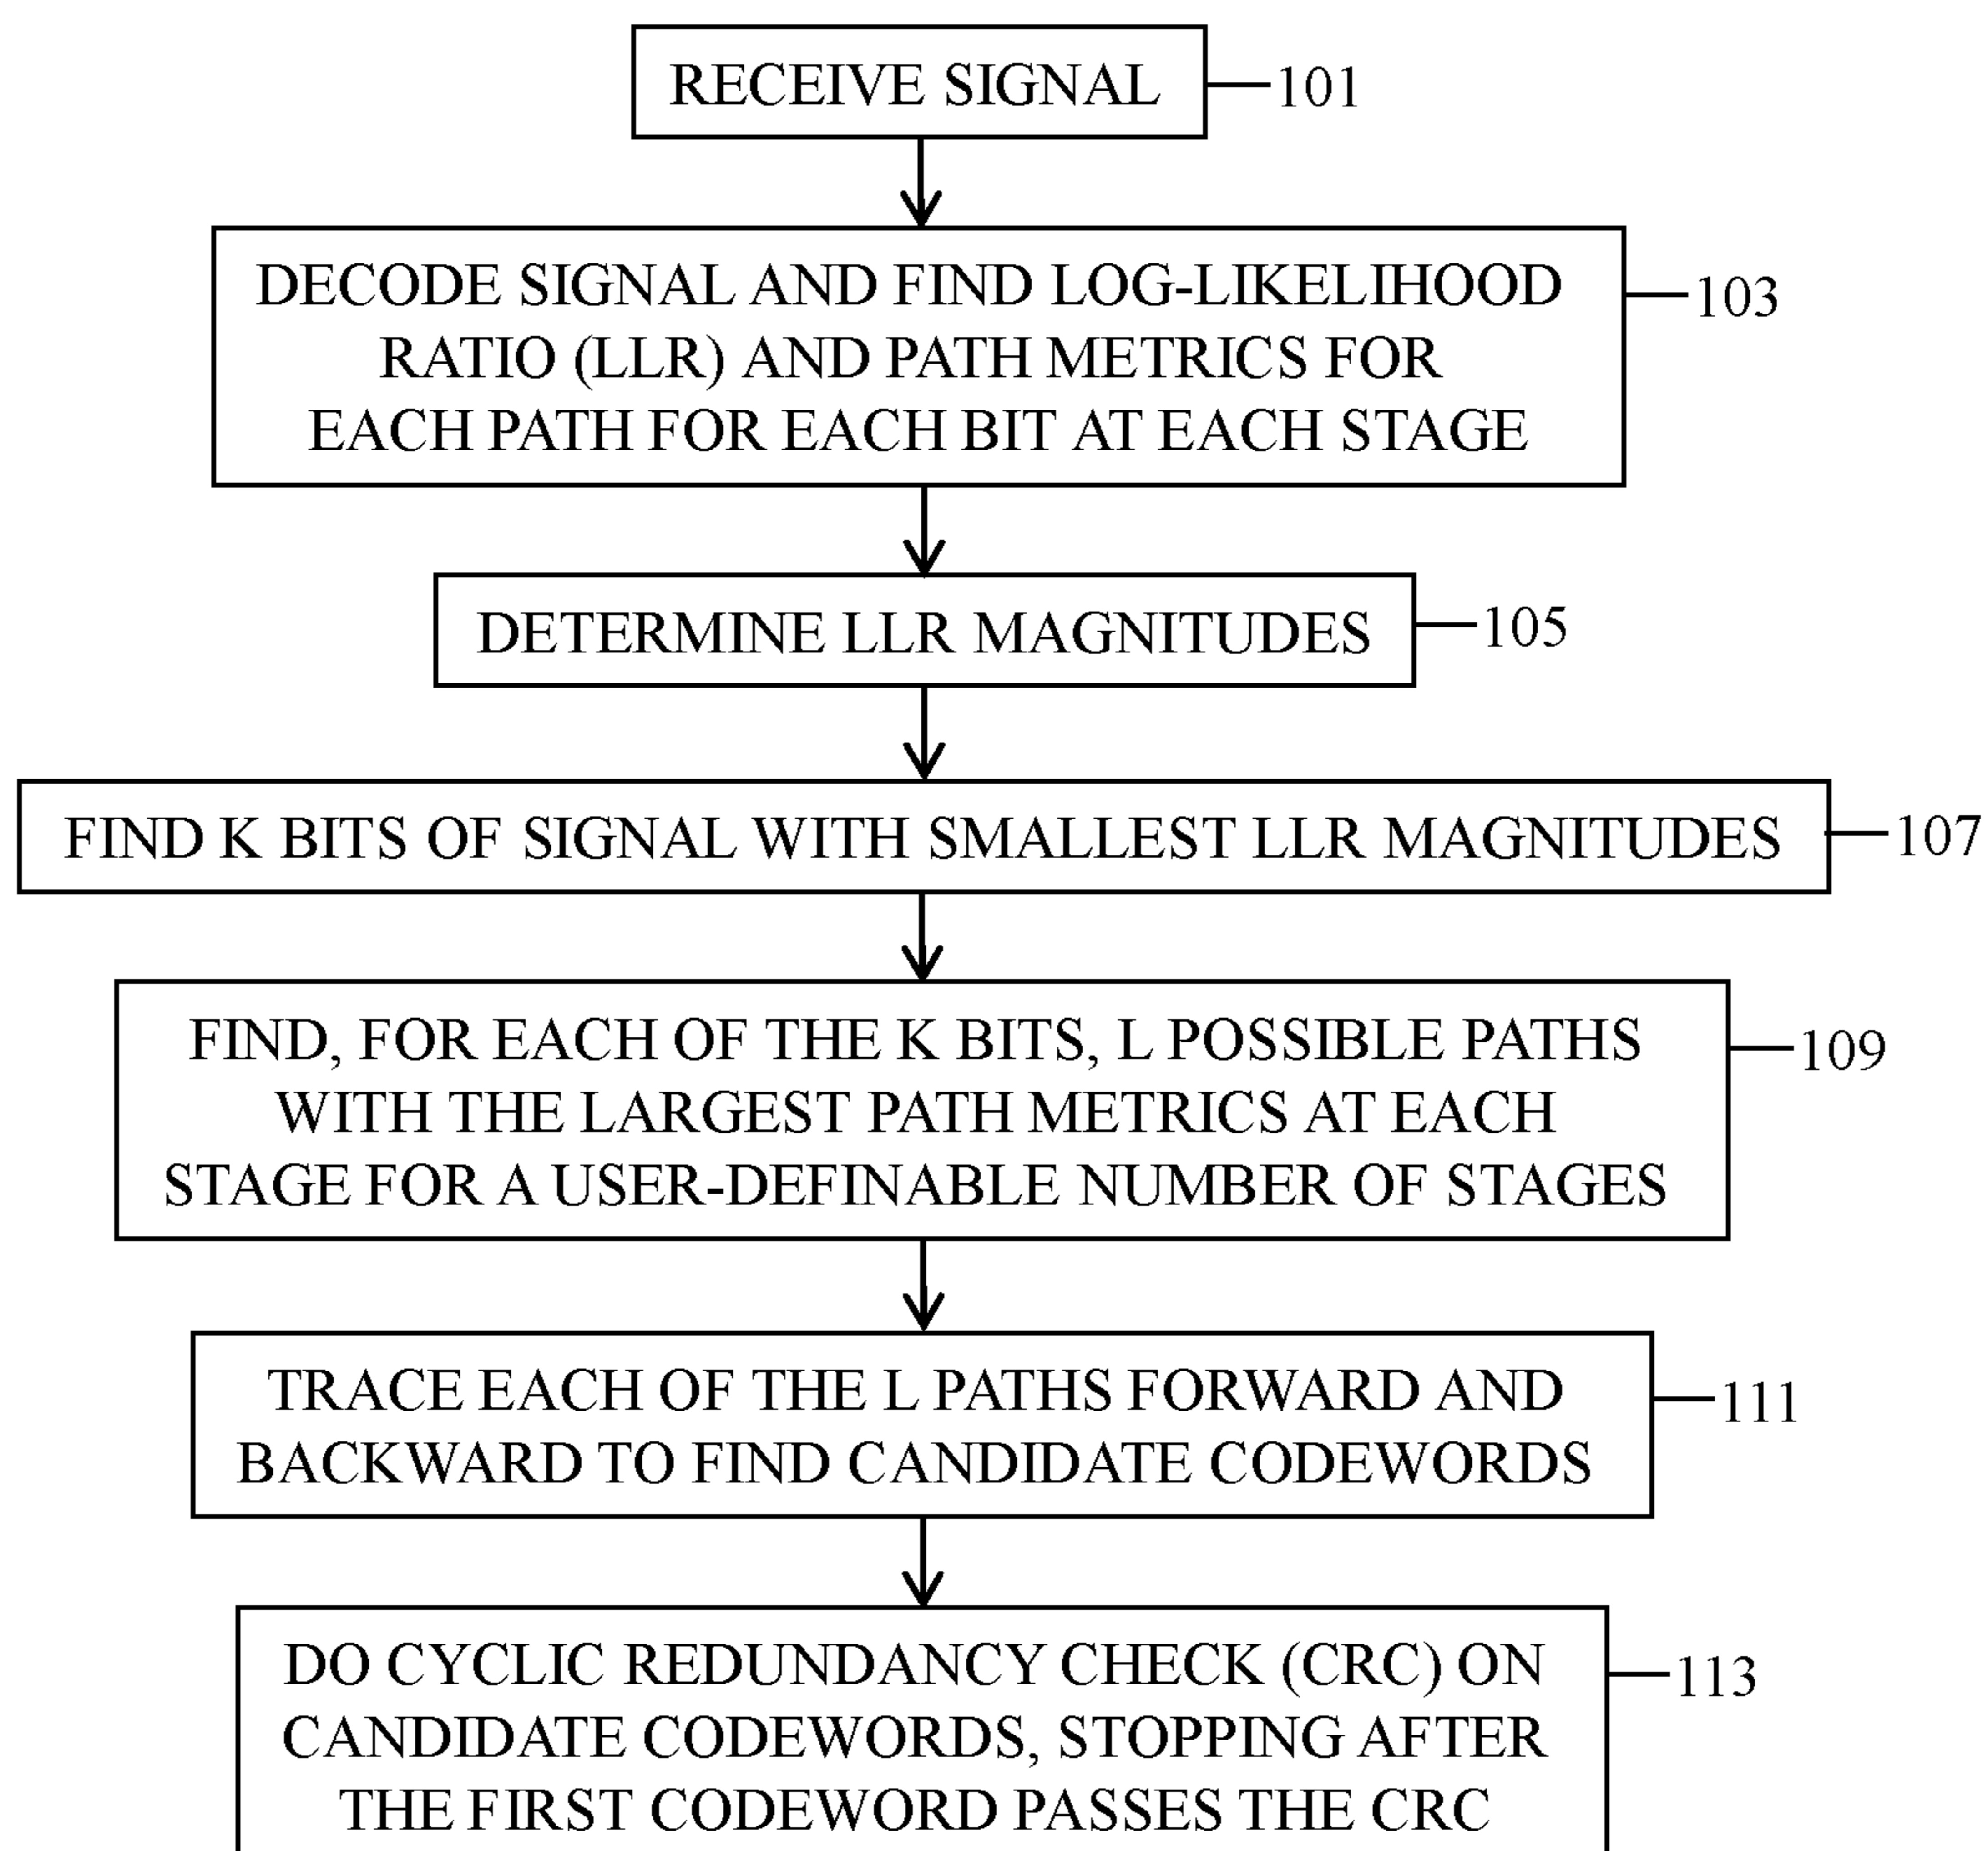 RECEIVE SIGNAL
101
DECODE SIGNAL AND FIND LOG-LIKELIHOOD
RATIO (LLR) AND PATH METRICS FOR
EACH PATH FOR EACH BIT AT EACH STAGE
103
DETERMINE LLR MAGNITUDES
105
FIND K BITS OF SIGNAL WITH SMALLEST LLR MAGNITUDES
107
FIND, FOR EACH OF THE K BITS, L POSSIBLE PATHS
WITH THE LARGEST PATH METRICS AT EACH
STAGE FOR A USER-DEFINABLE NUMBER OF STAGES
109
TRACE EACH OF THE L PATHS FORWARD AND
BACKWARD TO FIND CANDIDATE CODEWORDS
111
DO CYCLIC REDUNDANCY CHECK (CRC) ON
CANDIDATE CODEWORDS, STOPPING AFTER
THE FIRST CODEWORD PASSES THE CRC
113